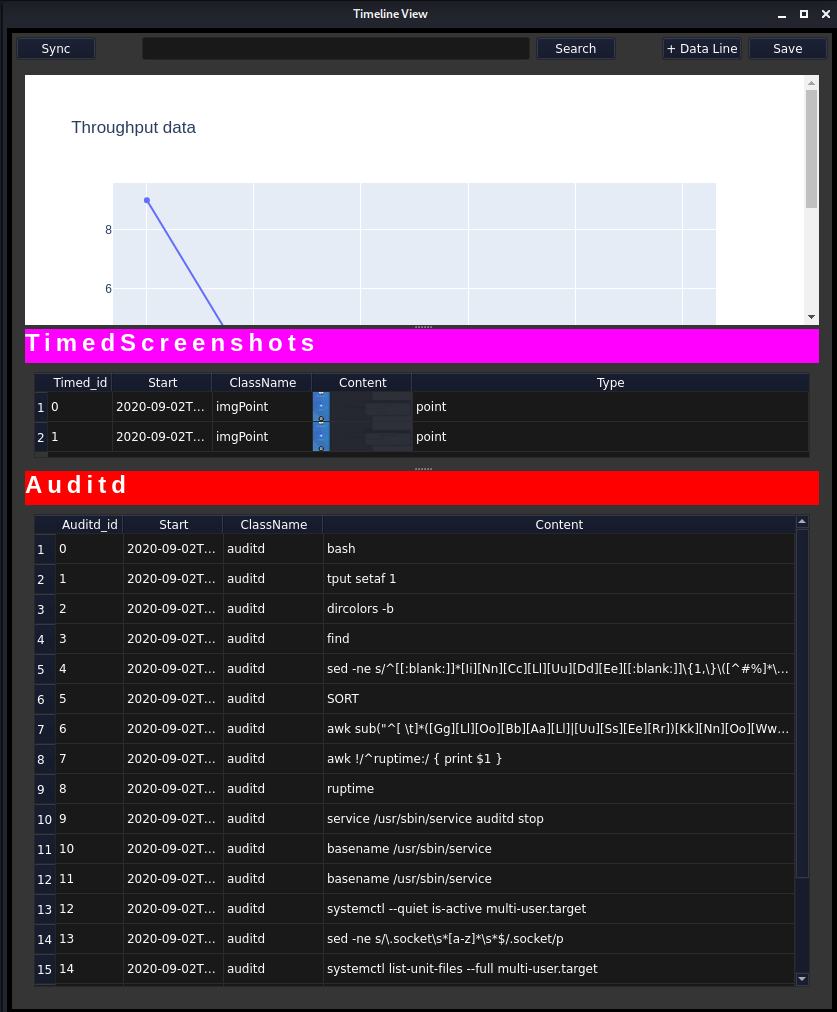 Timeline View
Sync Search + Data Line Save
Throughput data
8
6
TimedScreenshots
Timed_id Start ClassName Content Type
1 0 2020-09-02T... imgPoint point
2 1 2020-09-02T... imgPoint point
Auditd
Auditd_id Start ClassName Content
1 0 2020-09-02T... auditd bash
2 1 2020-09-02T... auditd tput setaf 1
3 2 2020-09-02T... auditd dircolors -b
4 3 2020-09-02T... auditd find
5 4 2020-09-02T... auditd sed -ne s/^[[:blank:]]*[Ii][Nn][Cc][Ll][Uu][Dd][Ee][[:blank:]]\{1,\}\([^#%]*\...
6 5 2020-09-02T... auditd SORT
7 6 2020-09-02T... auditd awk sub("^[ \t]*([Gg][Ll][Oo][Bb][Aa][Ll]|[Uu][Ss][Ee][Rr])[Kk][Nn][Oo][Ww...
8 7 2020-09-02T... auditd awk !/^ruptime:/ { print $1 }
9 8 2020-09-02T... auditd ruptime
10 9 2020-09-02T... auditd service /usr/sbin/service auditd stop
11 10 2020-09-02T... auditd basename /usr/sbin/service
12 11 2020-09-02T... auditd basename /usr/sbin/service
13 12 2020-09-02T... auditd systemctl --quiet is-active multi-user.target
14 13 2020-09-02T... auditd sed -ne s/\.socket\s*[a-z]*\s*$/.socket/p
15 14 2020-09-02T... auditd systemctl list-unit-files --full multi-user.target